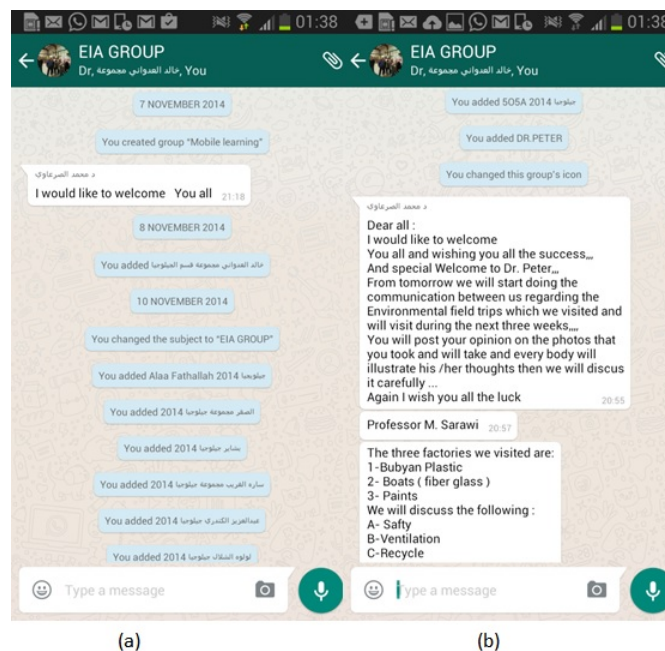 01:38
EIA GROUP
Dr, خالد العدواني مجموعة, You
7 NOVEMBER 2014
You created group "Mobile learning"
د محمد الصرعاوي
I would like to welcome You all 21:18
8 NOVEMBER 2014
You added خالد العدواني مجموعة قسم الجيلوجيا
10 NOVEMBER 2014
You changed the subject to "EIA GROUP"
You added Alaa Fathallah 2014 جيلوجيا
You added 2014 الصقر مجموعة جيلوجيا
You added 2014 بشاير جيلوجيا
You added 2014 ساره الغريب مجموعة جيلوجيا
You added 2014 عبدالعزيز الكندري جيلوجيا
You added 2014 لولوه الشلال جيلوجيا
Type a message
(a)
01:38
EIA GROUP
Dr, خالد العدواني مجموعة, You
You added SOSA 2014 جيلوجيا
You added DR.PETER
You changed this group's icon
د محمد الصرعاوي
Dear all :
I would like to welcome
You all and wishing you all the success,,,
And special Welcome to Dr. Peter,,,
From tomorrow we will start doing the
communication between us regarding the
Environmental field trips which we visited and
will visit during the next three weeks,,,,
You will post your opinion on the photos that
you took and will take and every body will
illustrate his /her thoughts then we will discus
it carefully ...
Again I wish you all the luck 20:55
Professor M. Sarawi 20:57
The three factories we visited are:
1-Bubyan Plastic
2- Boats ( fiber glass )
3- Paints
We will discuss the following :
A- Safty
B-Ventilation
C-Recycle
Type a message
(b)